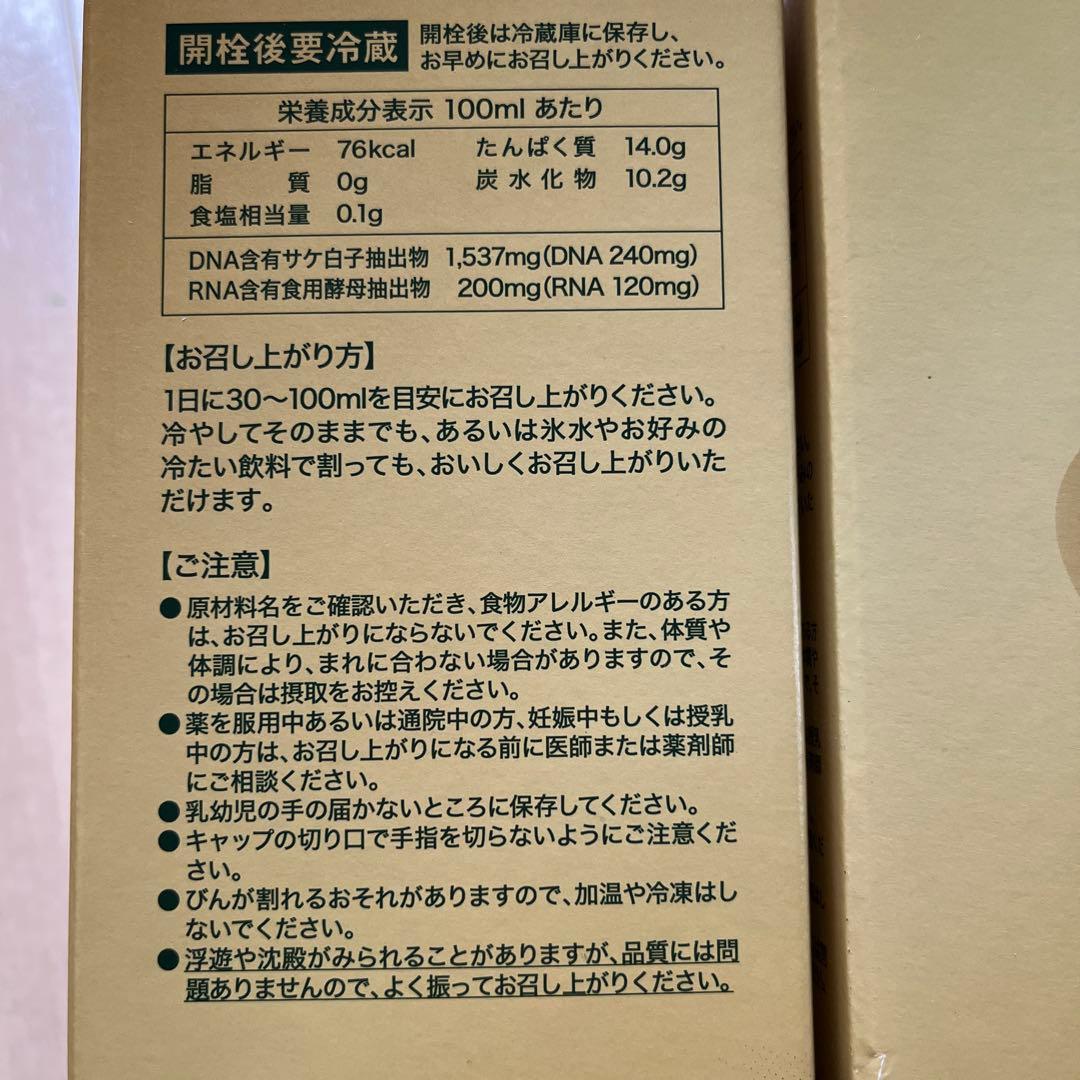 開栓後要冷蔵
開栓後は冷蔵庫に保存し、
お早めにお召し上がりください。
栄養成分表示 100ml あたり
エネルギー 76kcal たんぱく質 14.0g
脂質 0g 炭水化物 10.2g
食塩相当量 0.1g
DNA含有サケ白子抽出物 1,537mg(DNA 240mg)
RNA含有食用酵母抽出物 200mg(RNA 120mg)
【お召し上がり方】
1日に30～100mlを目安にお召し上がりください。
冷やしてそのままでも、あるいは氷水やお好みの
冷たい飲料で割っても、おいしくお召し上がりいた
だけます。
【ご注意】
●原材料名をご確認いただき、食物アレルギーのある方
は、お召し上がりにならないでください。また、体質や
体調により、まれに合わない場合がありますので、そ
の場合は摂取をお控えください。
●薬を服用中あるいは通院中の方、妊娠中もしくは授乳
中の方は、お召し上がりになる前に医師または薬剤師
にご相談ください。
●乳幼児の手の届かないところに保存してください。
●キャップの切り口で手指を切らないようにご注意くだ
さい。
●びんが割れるおそれがありますので、加温や冷凍はし
ないでください。
●浮遊や沈殿がみられることがありますが、品質には問
題ありませんので、よく振ってお召し上がりください。